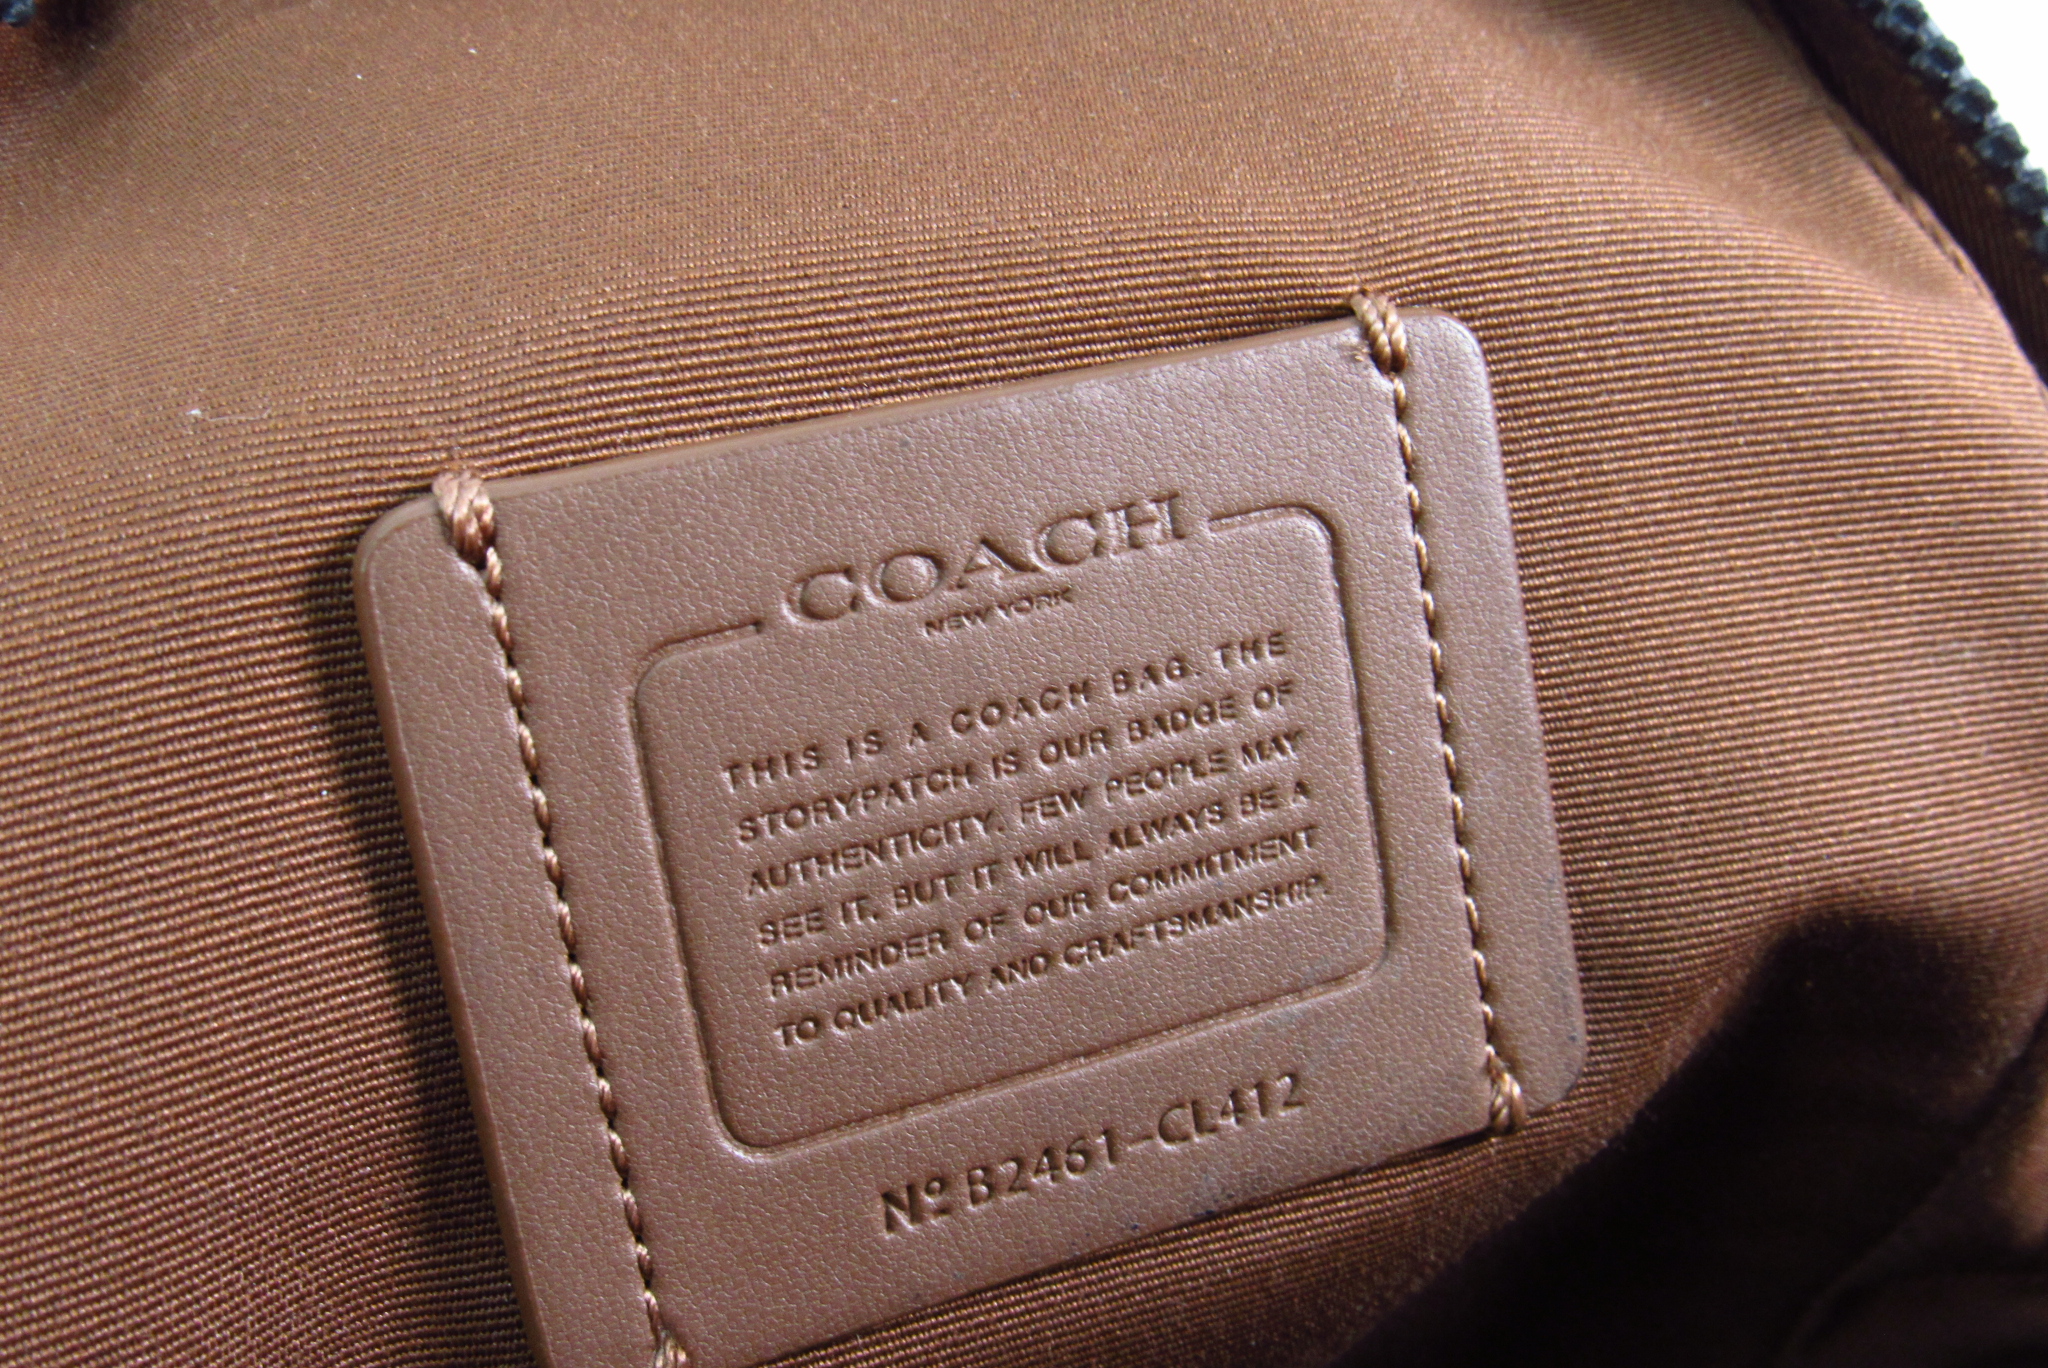 COACH
NEW YORK
THIS IS A COACH BAG. THE
STORYPATCH IS OUR BADGE OF
AUTHENTICITY. FEW PEOPLE MAY
SEE IT, BUT IT WILL ALWAYS BE A
REMINDER OF OUR COMMITMENT
TO QUALITY AND CRAFTSMANSHIP.
Nº B2461-CL412